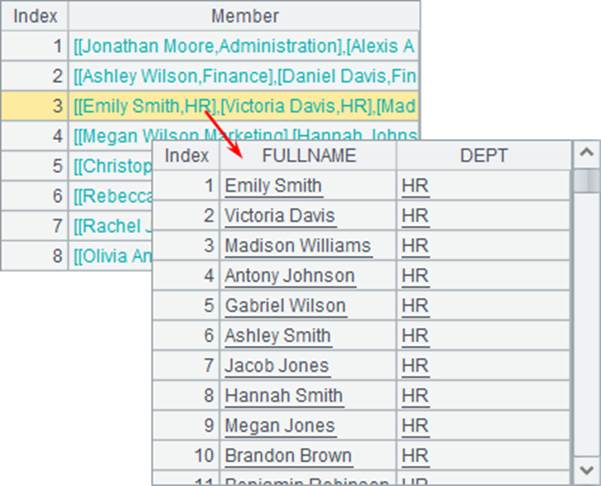 Index Member
1 [[Jonathan Moore,Administration],[Alexis A
2 [[Ashley Wilson,Finance],[Daniel Davis,Fin
3 [[Emily Smith,HR],[Victoria Davis,HR],[Mad
4 [[Megan Wilson,Marketing],[Hannah,Johns
5 [[Christop
6 [[Rebecca
7 [[Rachel J
8 [[Olivia An
Index FULLNAME DEPT
1 Emily Smith HR
2 Victoria Davis HR
3 Madison Williams HR
4 Antony Johnson HR
5 Gabriel Wilson HR
6 Ashley Smith HR
7 Jacob Jones HR
8 Hannah Smith HR
9 Megan Jones HR
10 Brandon Brown HR
11 Benjamin Robinson HR